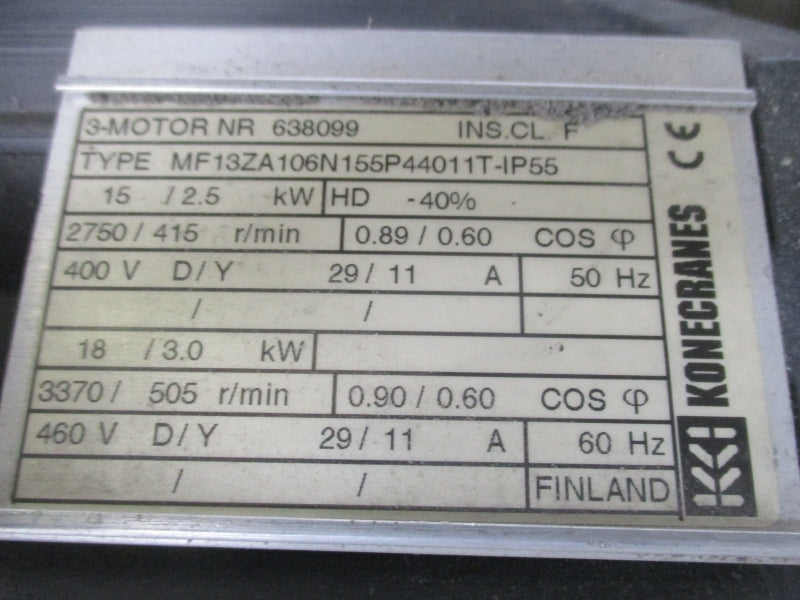 3-MOTOR NR 638099 INS.CL F
TYPE MF13ZA106N155P44011T-IP55
15 / 2.5 kW HD -40%
2750 / 415 r/min 0.89 / 0.60 COS φ
400 V D/Y 29 / 11 A 50 Hz
/ /
18 / 3.0 kW
3370 / 505 r/min 0.90 / 0.60 COS φ
460 V D/Y 29 / 11 A 60 Hz
/ / FINLAND
CE
KONECRANES